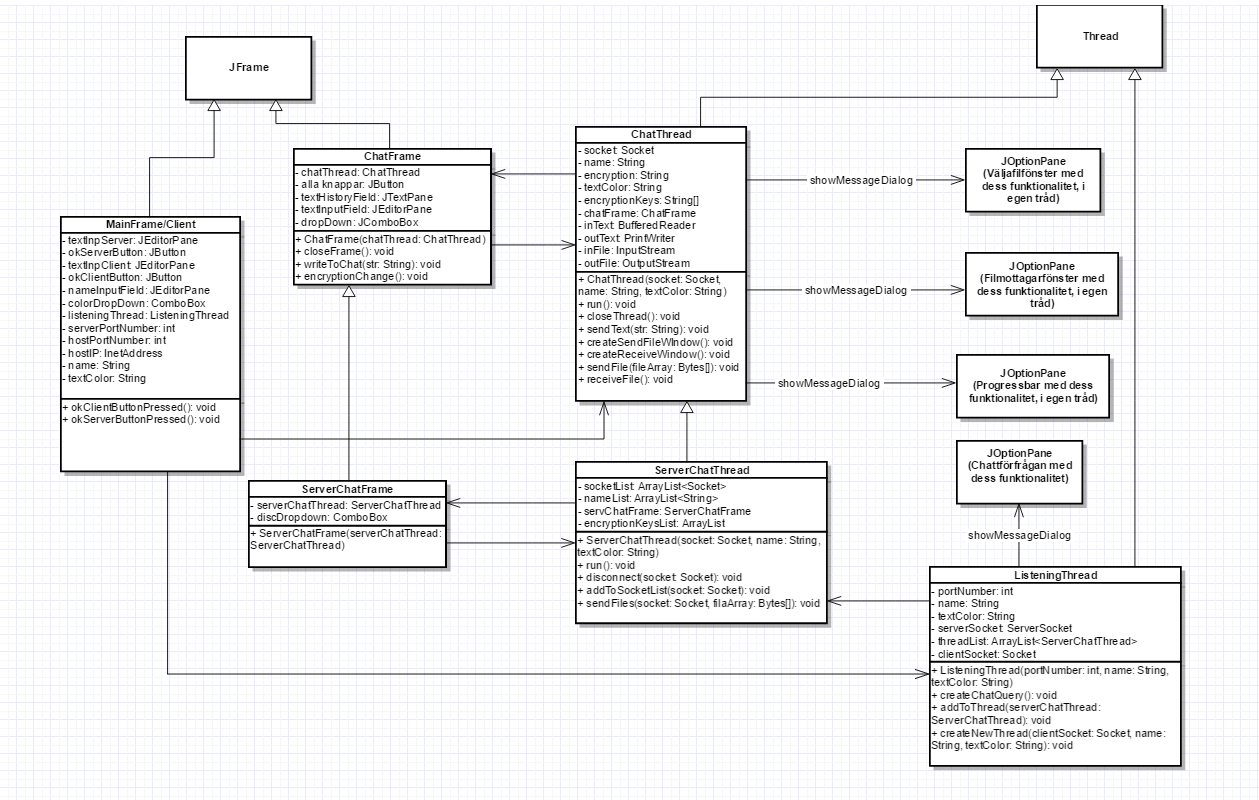 Thread
JFrame
ChatFrame
- chatThread: ChatThread
- alla knappar: JButton
- textHistoryField: JTextPane
- textInputField: JEditorPane
- dropDown: JComboBox
+ ChatFrame(chatThread: ChatThread)
+ closeFrame(): void
+ writeToChat(str: String): void
+ encryptionChange(): void
ChatThread
- socket: Socket
- name: String
- encryption: String
- textColor: String
- encryptionKeys: String[]
- chatFrame: ChatFrame
- inText: BufferedReader
- outText: PrintWriter
- inFile: InputStream
- outFile: OutputStream
+ ChatThread(socket: Socket,
name: String, textColor: String)
+ run(): void
+ closeThread(): void
+ sendText(str: String): void
+ createSendFileWIndow(): void
+ createReceiveWindow(): void
+ sendFile(fileArray: Bytes[]): void
+ receiveFile(): void
showMessageDialog
JOptionPane
(Väljafilfönster med
dess funktionalitet, i
egen tråd)
showMessageDialog
JOptionPane
(Filmottagarfönster med
dess funktionalitet, i egen
tråd)
showMessageDialog
JOptionPane
(Progressbar med dess
funktionalitet, i egen tråd)
JOptionPane
(Chattförfrågan med
dess funktionalitet)
showMessageDialog
MainFrame/Client
- textInpServer: JEditorPane
- okServerButton: JButton
- textInpClient: JEditorPane
- okClientButton: JButton
- nameInputField: JEditorPane
- colorDropDown: ComboBox
- listeningThread: ListeningThread
- serverPortNumber: int
- hostPortNumber: int
- hostIP: InetAddress
- name: String
- textColor: String
+ okClientButtonPressed(): void
+ okServerButtonPressed(): void
ServerChatFrame
- serverChatThread: ServerChatThread
- discDropdown: ComboBox
+ ServerChatFrame(serverChatThread:
ServerChatThread)
ServerChatThread
- socketList: ArrayList<Socket>
- nameList: ArrayList<String>
- servChatFrame: ServerChatFrame
- encryptionKeysList: ArrayList
+ ServerChatThread(socket: Socket, name: String,
textColor: String)
+ run(): void
+ disconnect(socket: Socket): void
+ addToSocketList(socket: Socket): void
+ sendFiles(socket: Socket, filaArray: Bytes[]): void
ListeningThread
- portNumber: int
- name: String
- textColor: String
- serverSocket: ServerSocket
- threadList: ArrayList<ServerChatThread>
- clientSocket: Socket
+ ListeningThread(portNumber: int, name: String,
textColor: String)
+ createChatQuery(): void
+ addToThread(serverChatThread:
ServerChatThread): void
+ createNewThread(clientSocket: Socket, name:
String, textColor: String): void